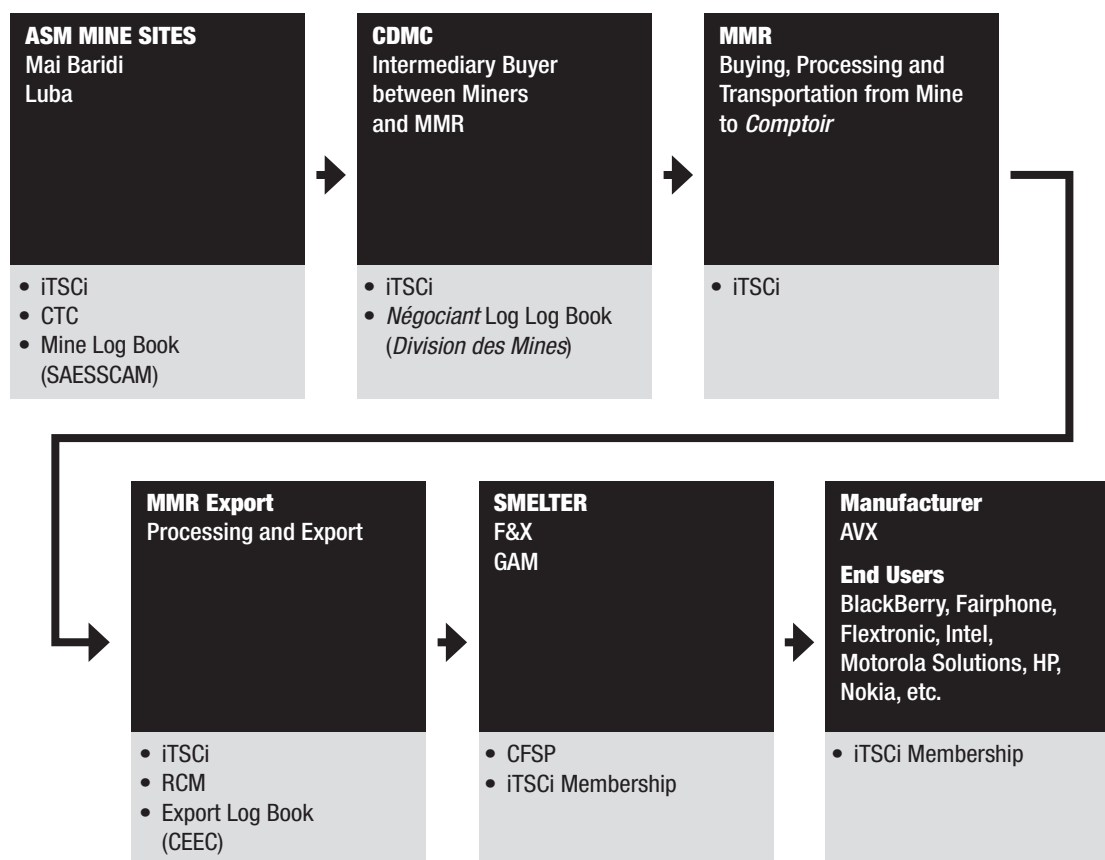 ASM MINE SITES
Mai Baridi
Luba
• iTSCi
• CTC
• Mine Log Book
(SAESSCAM)
CDMC
Intermediary Buyer
between Miners
and MMR
• iTSCi
• Négociant Log Log Book
(Division des Mines)
MMR
Buying, Processing and
Transportation from Mine
to Comptoir
• iTSCi
MMR Export
Processing and Export
• iTSCi
• RCM
• Export Log Book
(CEEC)
SMELTER
F&X
GAM
• CFSP
• iTSCi Membership
Manufacturer
AVX
End Users
BlackBerry, Fairphone,
Flextronic, Intel,
Motorola Solutions, HP,
Nokia, etc.
• iTSCi Membership